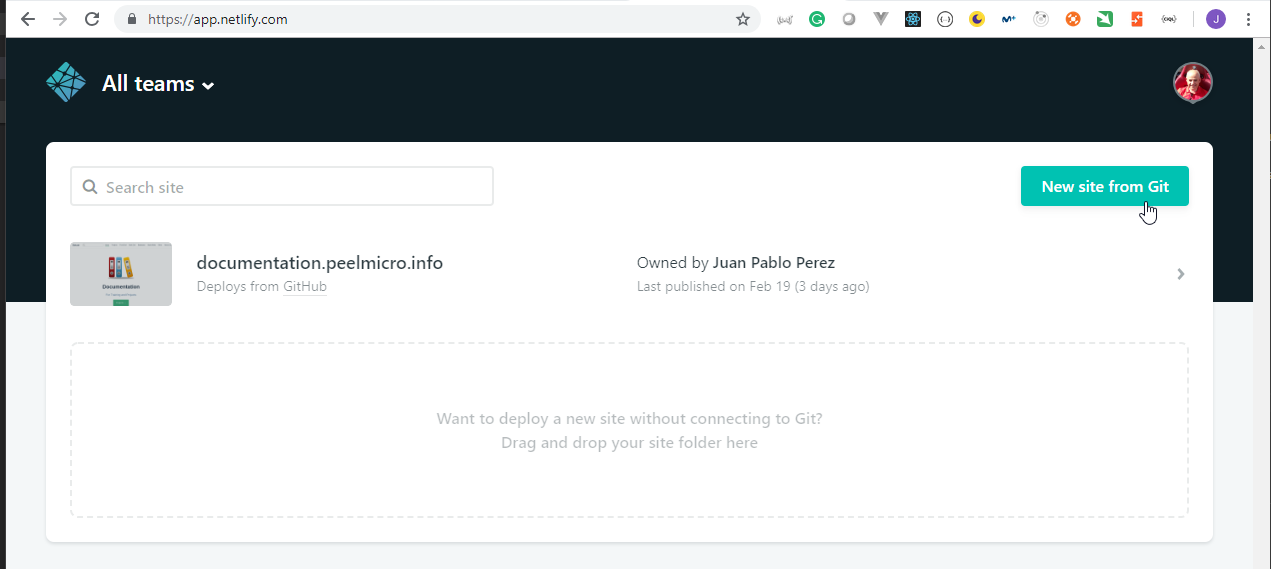 https://app.netlify.com
J
All teams
Search site
New site from Git
Documentation
documentation.peelmicro.info
Deploys from GitHub
Owned by Juan Pablo Perez
Last published on Feb 19 (3 days ago)
Want to deploy a new site without connecting to Git?
Drag and drop your site folder here